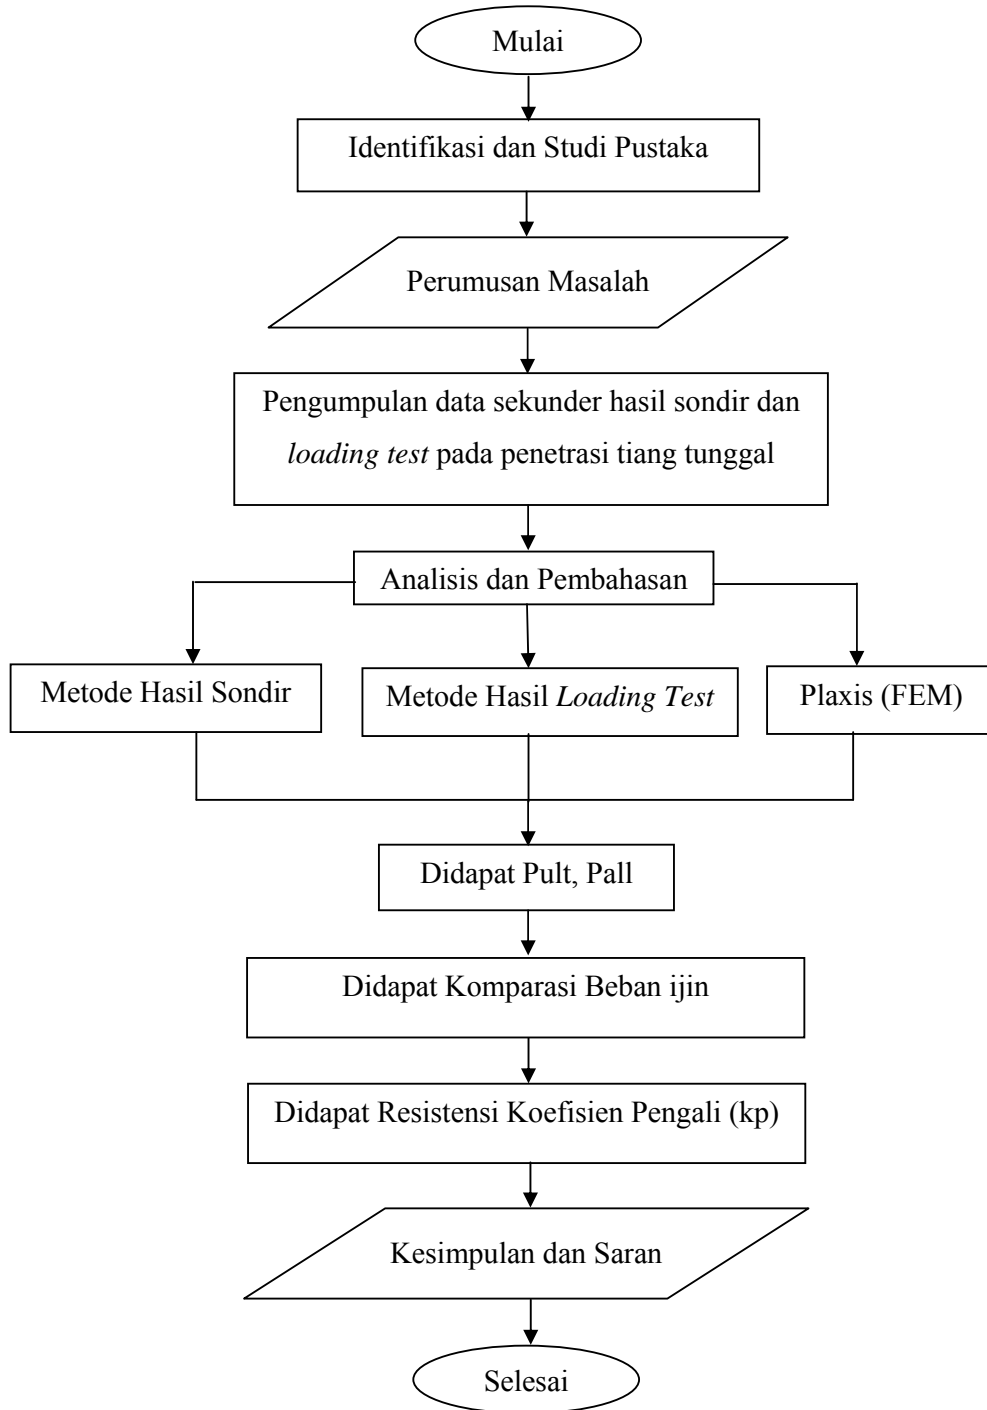 Mulai
Identifikasi dan Studi Pustaka
Perumusan Masalah
Pengumpulan data sekunder hasil sondir dan
loading test pada penetrasi tiang tunggal
Analisis dan Pembahasan
Metode Hasil Sondir
Metode Hasil Loading Test
Plaxis (FEM)
Didapat Pult, Pall
Didapat Komparasi Beban ijin
Didapat Resistensi Koefisien Pengali (kp)
Kesimpulan dan Saran
Selesai